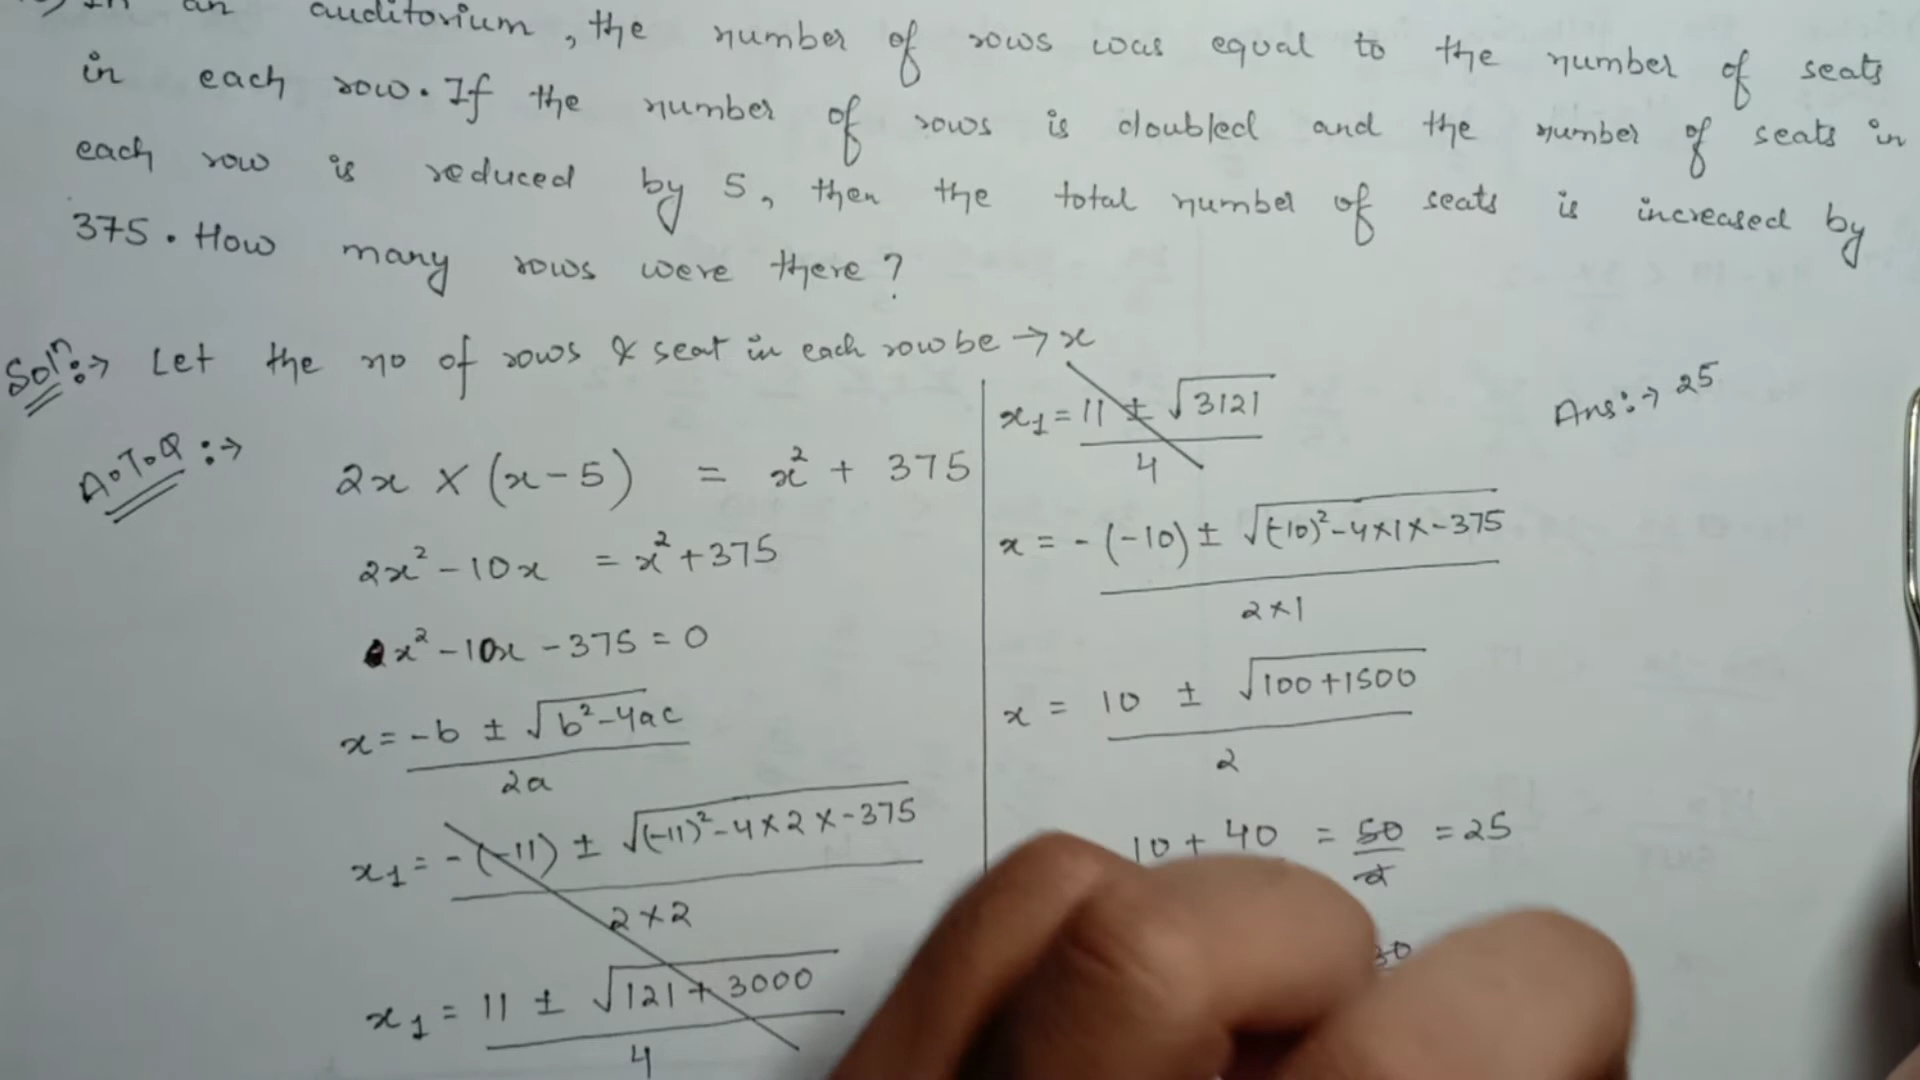 In an auditorium, the number of rows was equal to the number of seats
in each row. If the number of rows is doubled and the number of seats in
each row is reduced by 5, then the total number of seats is increased by
375. How many rows were there?
Solⁿ:→ Let the no of rows & seat in each row be → x
A.T.Q:→
2x × (x-5) = x² + 375
2x² - 10x = x² + 375
x² - 10x - 375 = 0
x = -b ± √b²-4ac
2a
x₁ = -(-11) ± √(-11)²-4×2×-375
2×2
x₁ = 11 ± √121+3000
4
x₁ = 11 ± √3121
4
x = -(-10) ± √(-10)²-4×1×-375
2×1
x = 10 ± √100+1500
2
10 + 40 = 50 = 25
2
30
Ans:→ 25